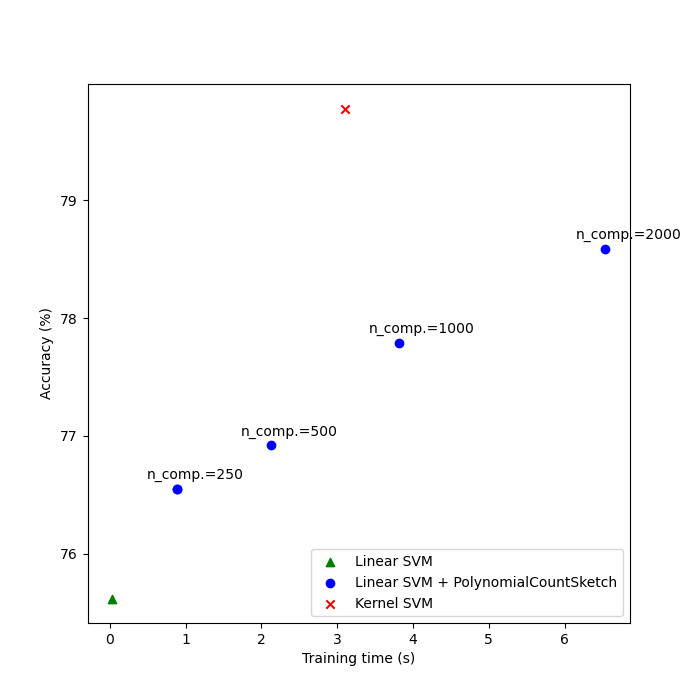 79
78
77
76
Accuracy (%)
n_comp.=2000
n_comp.=1000
n_comp.=500
n_comp.=250
Linear SVM
Linear SVM + PolynomialCountSketch
Kernel SVM
0 1 2 3 4 5 6
Training time (s)